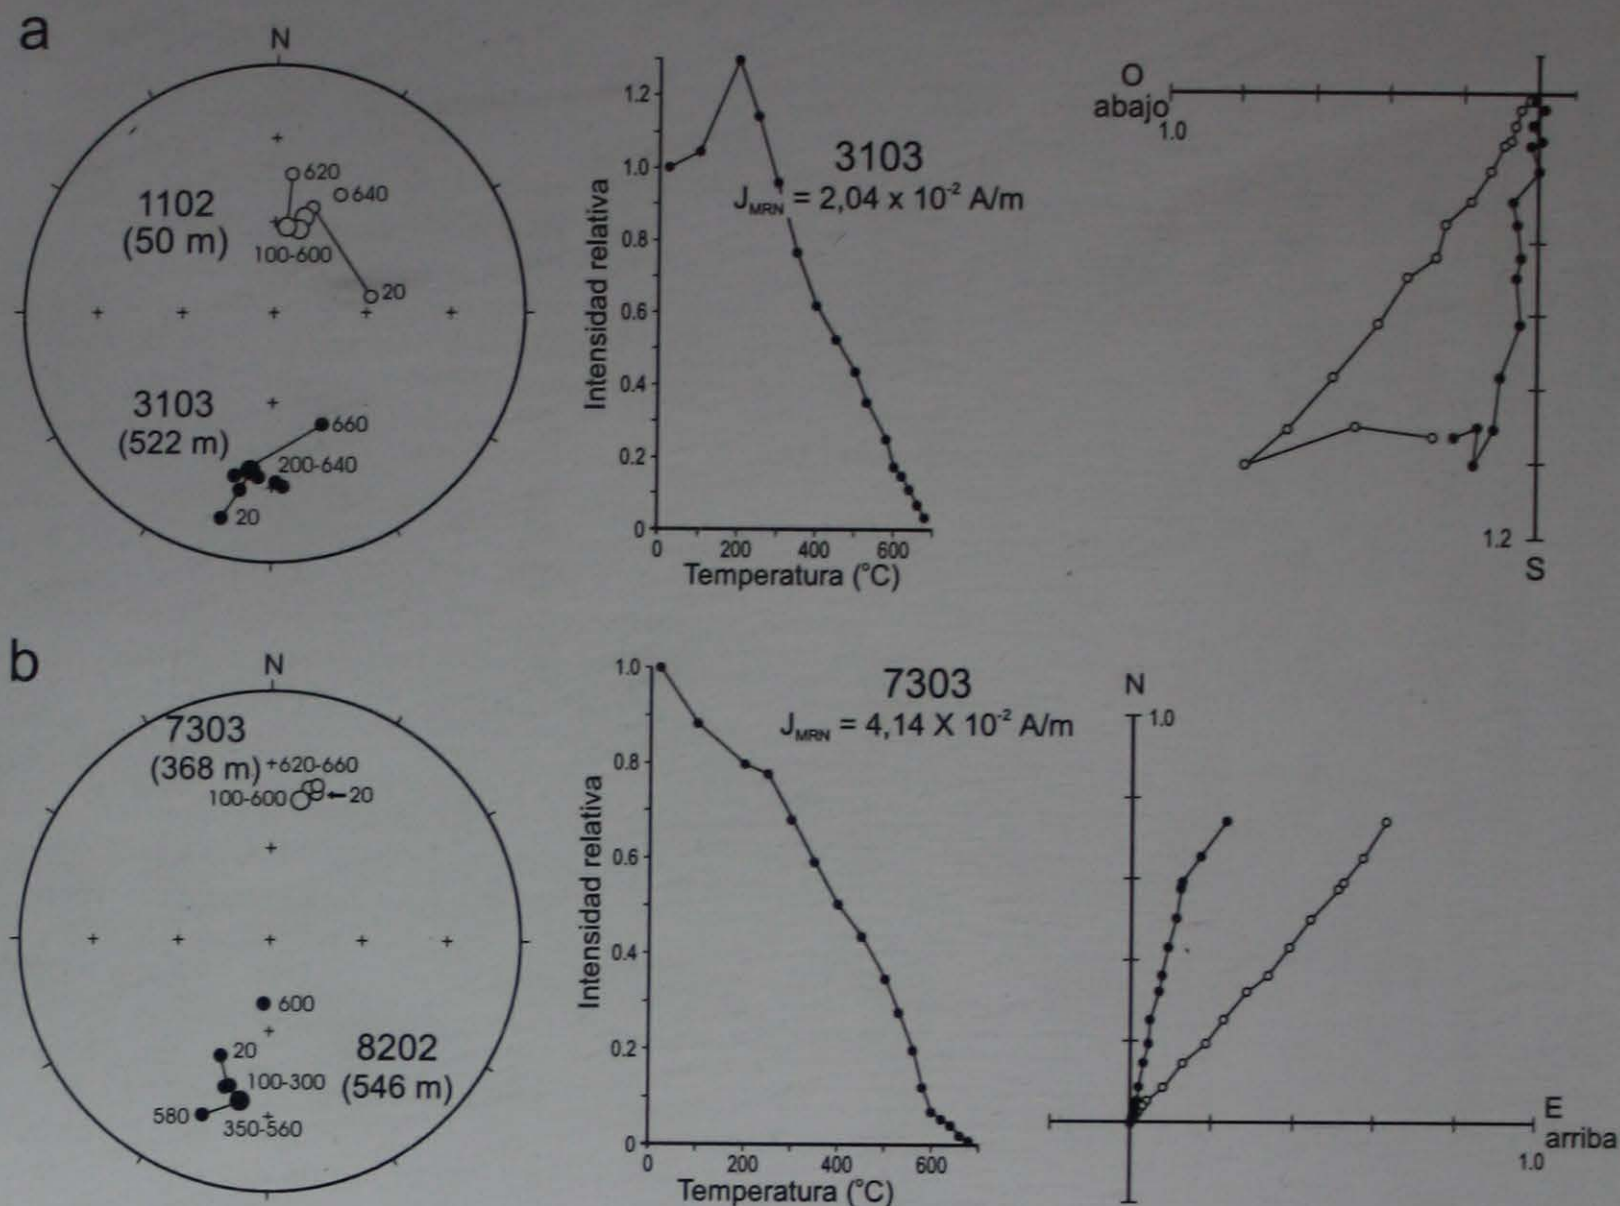 a
N
620
640
1102
(50 m)
100-600
20
3103
(522 m)
660
200-640
20
Intensidad relativa
1.2
1.0
0.8
0.6
0.4
0.2
0
0 200 400 600
Temperatura (°C)
3103
JMRN = 2,04 x 10-2 A/m
O
abajo
1.0
1.2
S
b
N
7303
(368 m)
620-660
100-600
20
600
20
8202
100-300
(546 m)
580
350-560
Intensidad relativa
1.0
0.8
0.6
0.4
0.2
0
0 200 400 600
Temperatura (°C)
7303
JMRN = 4,14 X 10-2 A/m
N
1.0
E
arriba
1.0